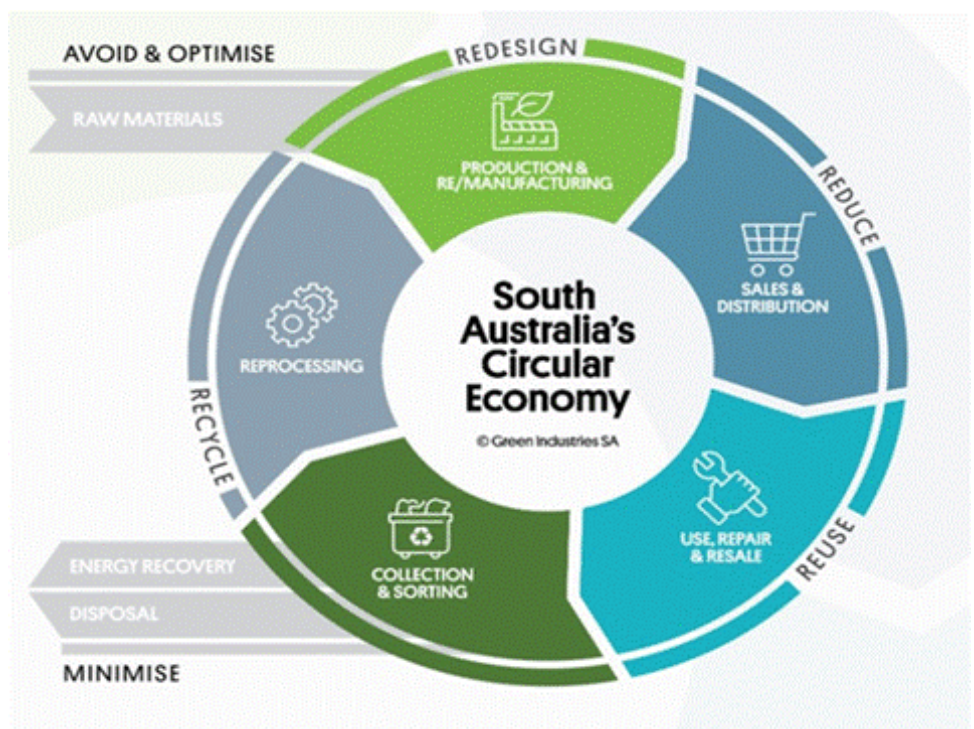 AVOID & OPTIMISE
RAW MATERIALS
REDESIGN
PRODUCTION &
RE/MANUFACTURING
REDUCE
SALES &
DISTRIBUTION
South
Australia's
Circular
Economy
© Green Industries SA
REPROCESSING
RECYCLE
USE, REPAIR
& RESALE
REUSE
COLLECTION
& SORTING
ENERGY RECOVERY
DISPOSAL
MINIMISE